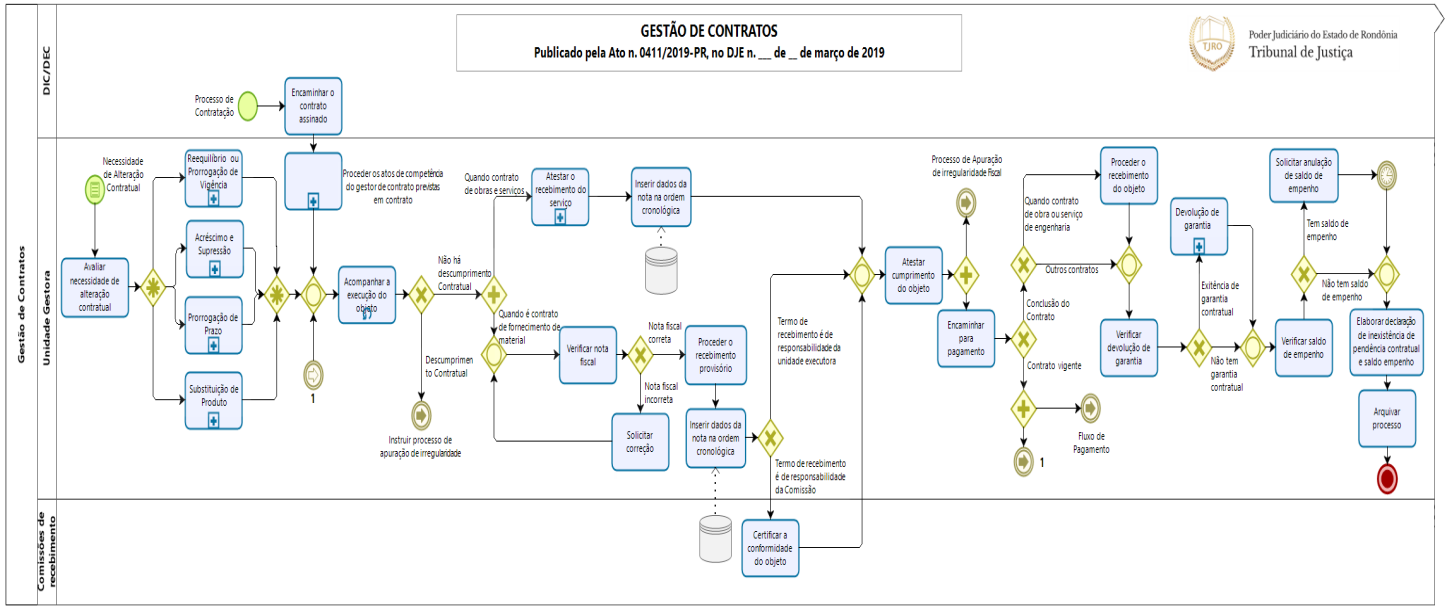 GESTÃO DE CONTRATOS
Publicado pela Ato n. 0411/2019-PR, no DJE n. ___ de __ de março de 2019
TJRO
Poder Judiciário do Estado de Rondônia
Tribunal de Justiça
Gestão de Contratos
DIC/DEC
Processo de
Contratação
Encaminhar o
contrato
assinado
Unidade Gestora
Necessidade
de Alteração
Contratual
Avaliar
necessidade de
alteração
contratual
Reequilíbrio ou
Prorrogação de
Vigência
Acréscimo e
Supressão
Prorrogação de
Prazo
Substituição de
Produto
Proceder os atos de competência
do gestor de contrato previstas
em contrato
1
Acompanhar a
execução do
objeto
Não há
descumprimento
Contratual
Descumprimen
to Contratual
Instruir processo de
apuração de irregularidade
Quando contrato
de obras e serviços
Atestar o
recebimento do
serviço
Inserir dados da
nota na ordem
cronológica
Quando é contrato
de fornecimento de
material
Verificar nota
fiscal
Nota fiscal
correta
Nota fiscal
incorreta
Solicitar
correção
Proceder o
recebimento
provisório
Inserir dados da
nota na ordem
cronológica
Termo de
recebimento é de
responsabilidade da
unidade executora
Termo de recebimento
é de responsabilidade
da Comissão
Atestar
cumprimento
do objeto
Processo de Apuração
de irregularidade Fiscal
Encaminhar
para
pagamento
Conclusão do
Contrato
Contrato vigente
Fluxo de
Pagamento
1
Quando contrato
de obra ou serviço
de engenharia
Outros contratos
Proceder o
recebimento
do objeto
Verificar
devolução de
garantia
Devolução de
garantia
Exitência de
garantia
contratual
Não tem
garantia
contratual
Verificar saldo
de empenho
Tem saldo de
empenho
Não tem saldo
de empenho
Solicitar anulação
de saldo de
empenho
Elaborar declaração
de inexistência de
pendência contratual
e saldo empenho
Arquivar
processo
Comissões de
recebimento
Certificar a
conformidade
do objeto